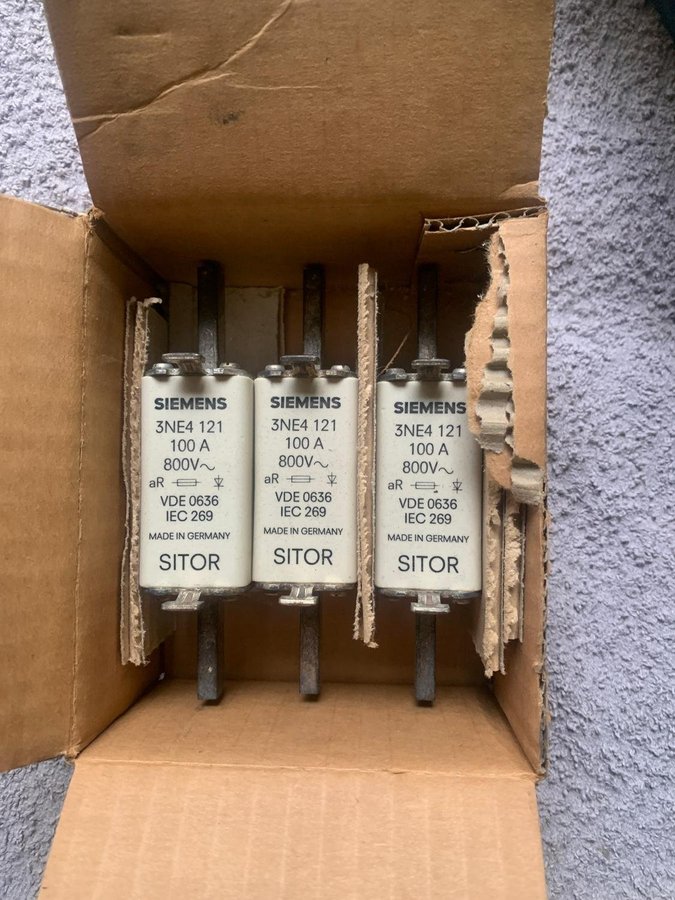 SIEMENS
3NE4 121
100 A
800V~
aR
VDE 0636
IEC 269
MADE IN GERMANY
SITOR
SIEMENS
3NE4 121
100 A
800V~
aR
VDE 0636
IEC 269
MADE IN GERMANY
SITOR
SIEMENS
3NE4 121
100 A
800V~
aR
VDE 0636
IEC 269
MADE IN GERMANY
SITOR